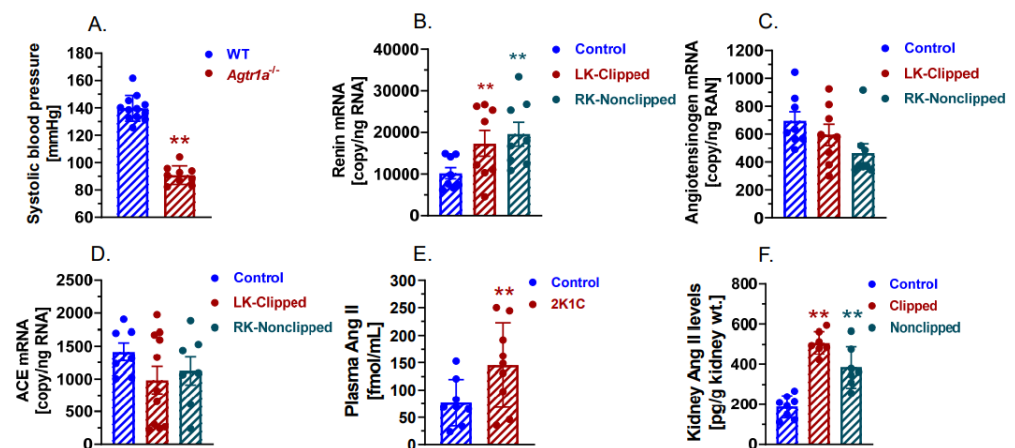 A.
Systolic blood pressure
[mmHg]
160
180
160
140
120
100
80
60
**
WT
Agtr1a-/-
B.
Renin mRNA
[copy/ng RNA]
40000
30000
20000
10000
0
**
**
Control
LK-Clipped
RK-Nonclipped
C.
Angiotensinogen mRNA
[copy/ng RAN]
1200
1000
800
600
400
200
0
Control
LK-Clipped
RK-Nonclipped
D.
ACE mRNA
[copy/ng RNA]
2500
2000
1500
1000
500
0
Control
LK-Clipped
RK-Nonclipped
E.
Plasma Ang II
[fmol/mL]
300
250
200
150
100
50
0
**
Control
2K1C
F.
Kidney Ang II levels
[pg/g kidney wt.]
800
600
400
200
0
**
**
Control
Clipped
Nonclipped